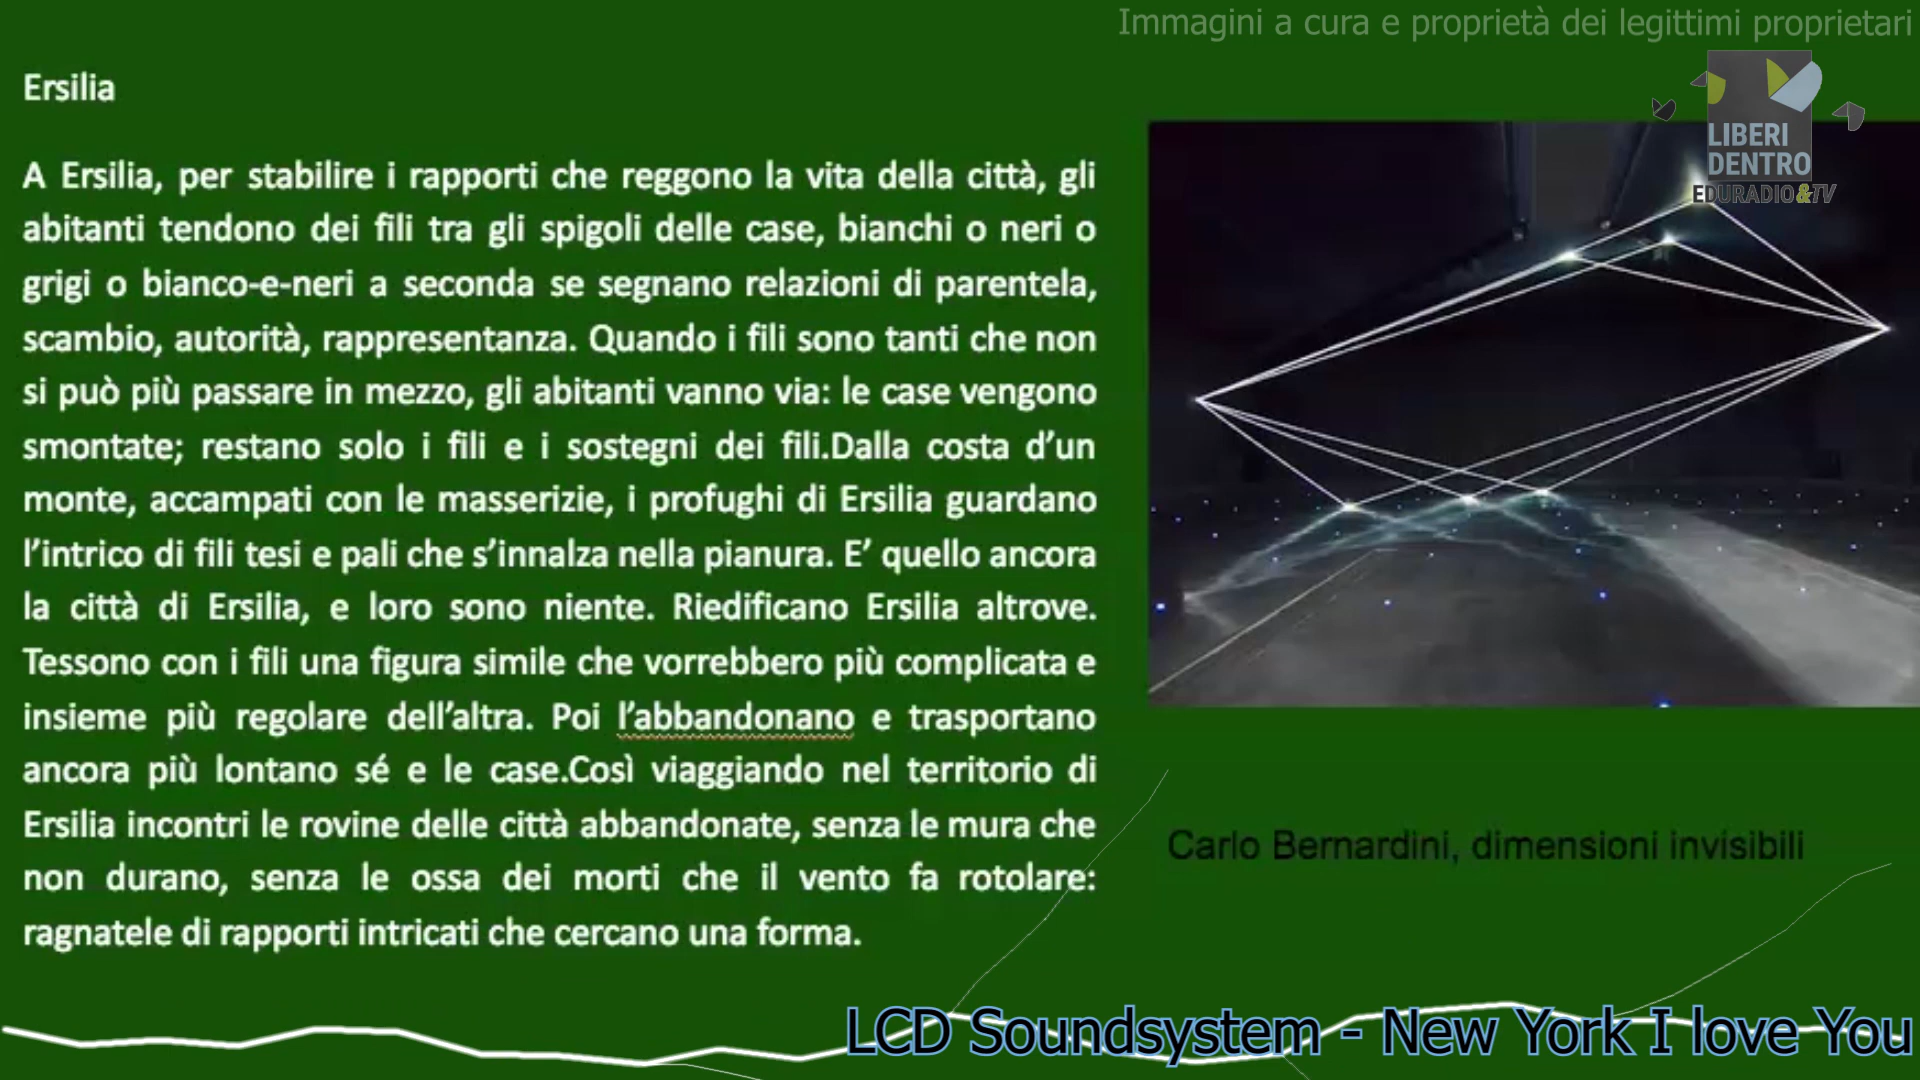 Immagini a cura e proprietà dei legittimi proprietari
LIBERI
DENTRO
EDURADIO&TV
Ersilia
A Ersilia, per stabilire i rapporti che reggono la vita della città, gli
abitanti tendono dei fili tra gli spigoli delle case, bianchi o neri o
grigi o bianco-e-neri a seconda se segnano relazioni di parentela,
scambio, autorità, rappresentanza. Quando i fili sono tanti che non
si può più passare in mezzo, gli abitanti vanno via: le case vengono
smontate; restano solo i fili e i sostegni dei fili.Dalla costa d’un
monte, accampati con le masserizie, i profughi di Ersilia guardano
l’intrico di fili tesi e pali che s’innalza nella pianura. E’ quello ancora
la città di Ersilia, e loro sono niente. Riedificano Ersilia altrove.
Tessono con i fili una figura simile che vorrebbero più complicata e
insieme più regolare dell’altra. Poi l’abbandonano e trasportano
ancora più lontano sé e le case.Così viaggiando nel territorio di
Ersilia incontri le rovine delle città abbandonate, senza le mura che
non durano, senza le ossa dei morti che il vento fa rotolare:
ragnatele di rapporti intricati che cercano una forma.
Carlo Bernardini, dimensioni invisibili
LCD Soundsystem - New York I love You